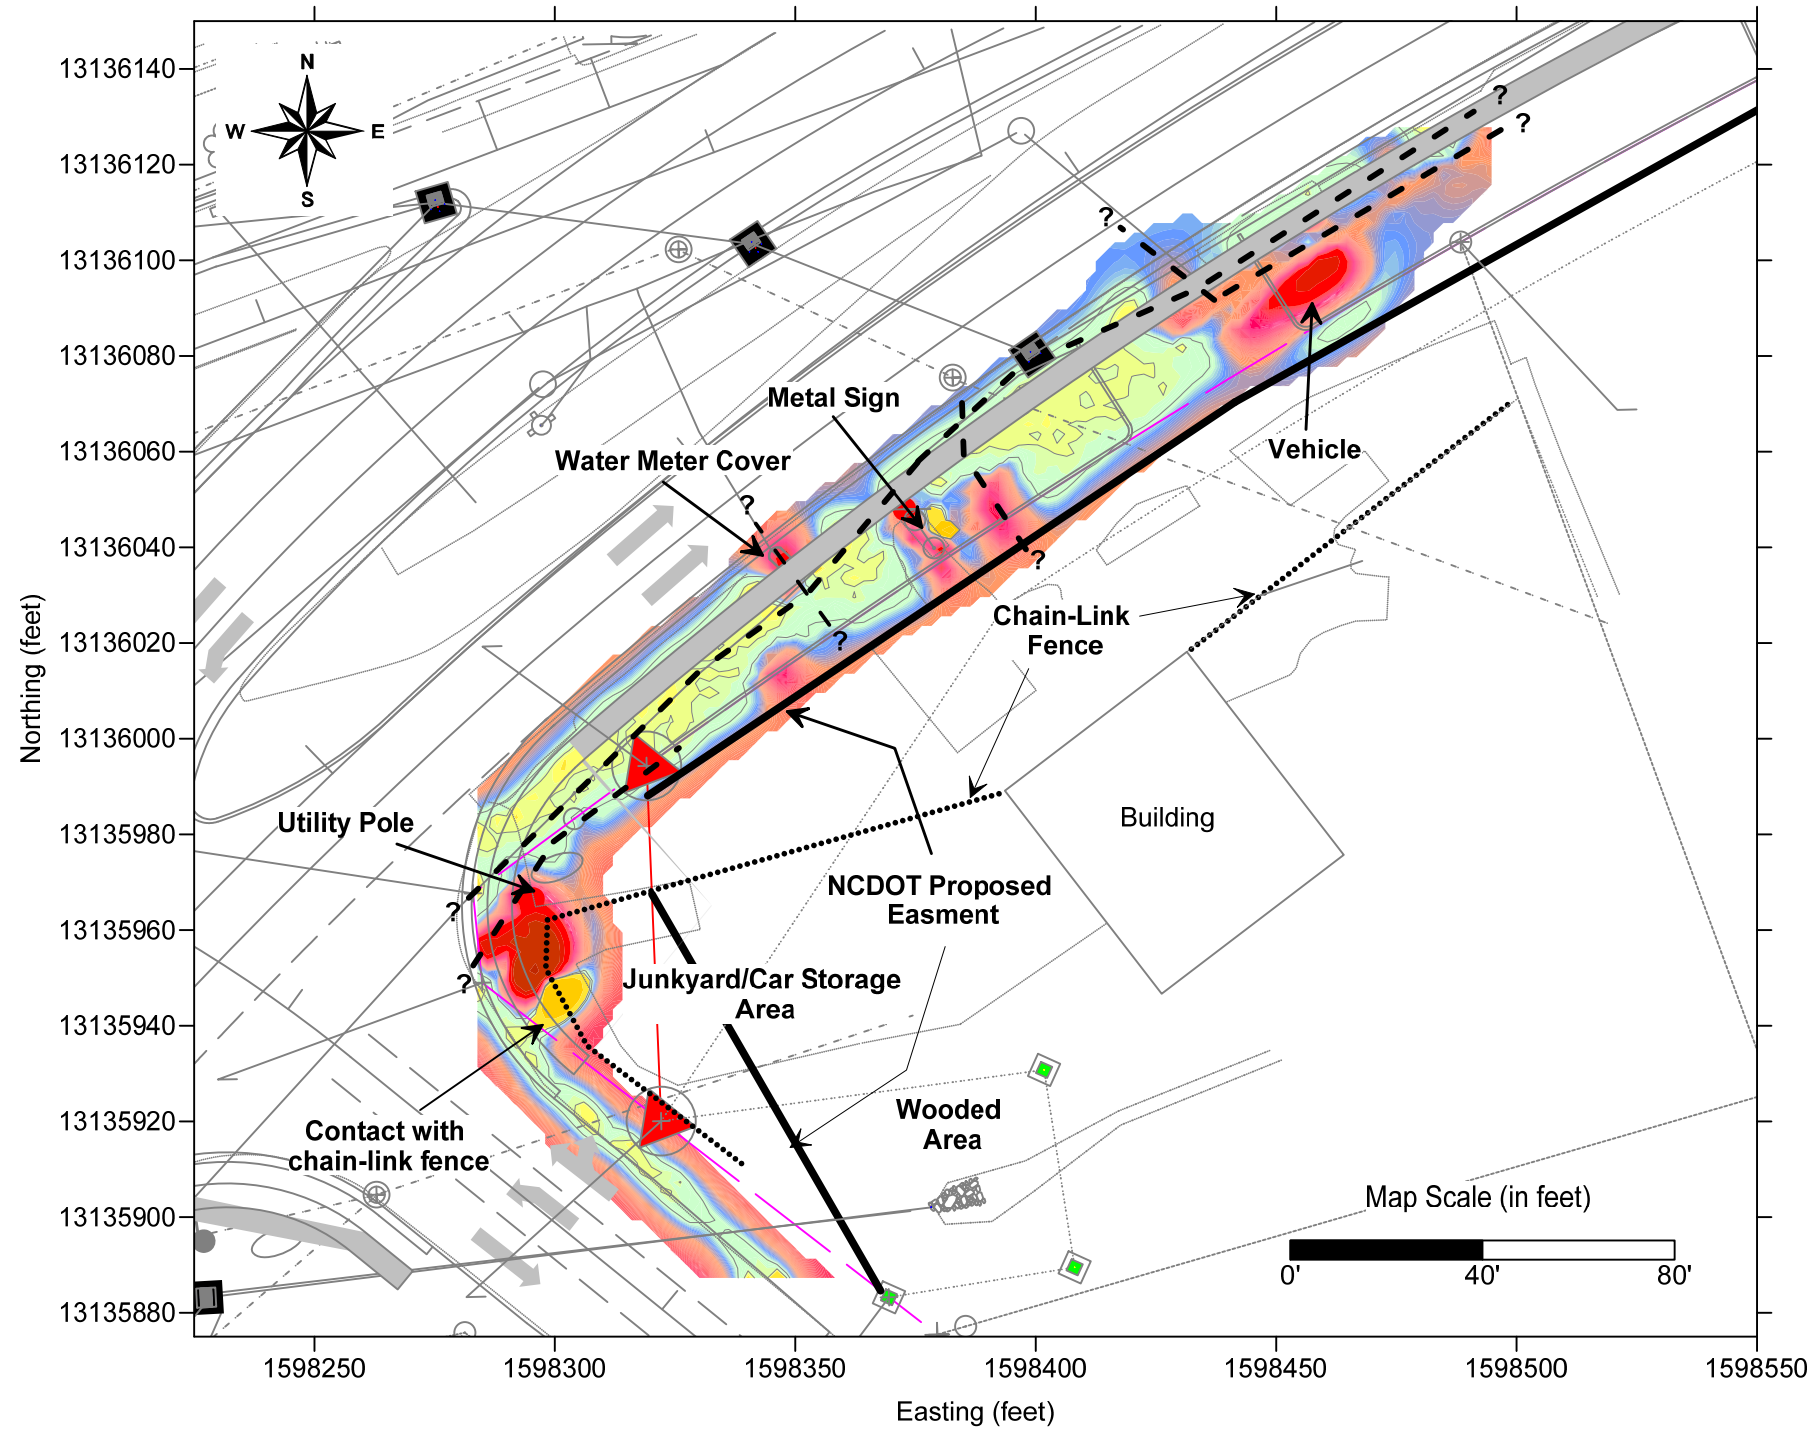 N
W E
S
13136140
13136120
13136100
13136080
13136060
13136040
13136020
13136000
13135980
13135960
13135940
13135920
13135900
13135880
Northing (feet)
?
?
?
Metal Sign
Water Meter Cover
?
Vehicle
?
Chain-Link
Fence
?
Utility Pole
Building
NCDOT Proposed
Easment
?
Junkyard/Car Storage
Area
?
Contact with
chain-link fence
Wooded
Area
Map Scale (in feet)
0' 40' 80'
1598250 1598300 1598350 1598400 1598450 1598500 1598550
Easting (feet)